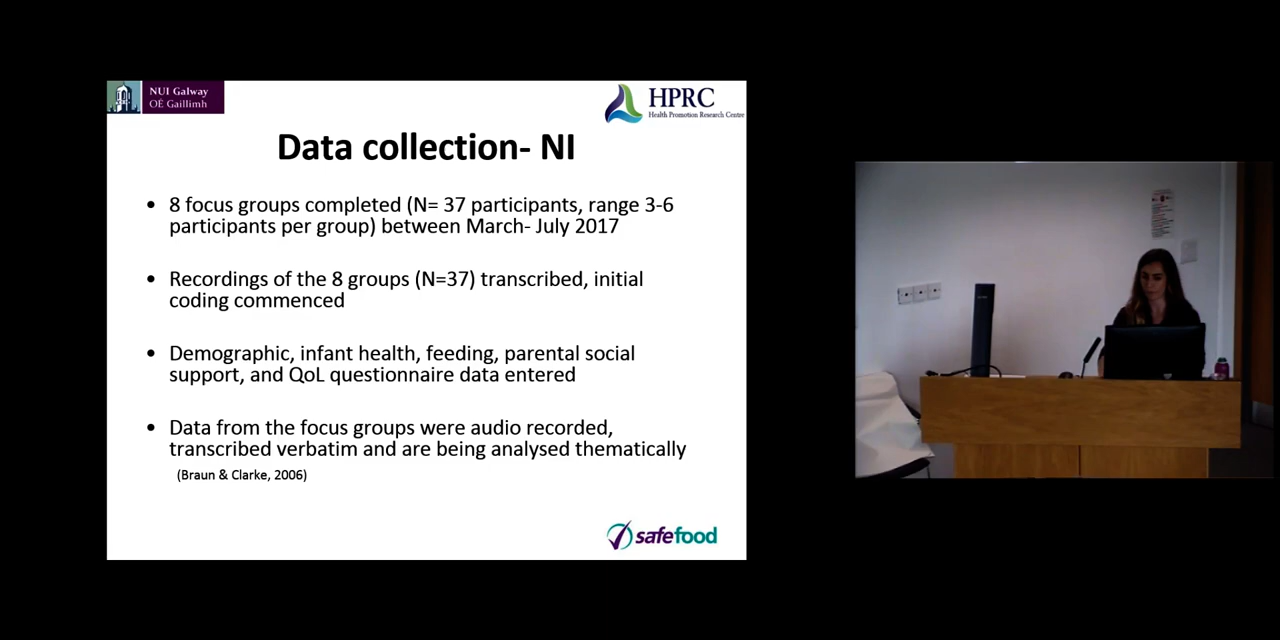 NUI Galway
OÉ Gaillimh
HPRC
Health Promotion Research Centre
Data collection- NI
• 8 focus groups completed (N= 37 participants, range 3-6
participants per group) between March- July 2017
• Recordings of the 8 groups (N=37) transcribed, initial
coding commenced
• Demographic, infant health, feeding, parental social
support, and QoL questionnaire data entered
• Data from the focus groups were audio recorded,
transcribed verbatim and are being analysed thematically
(Braun & Clarke, 2006)
safefood